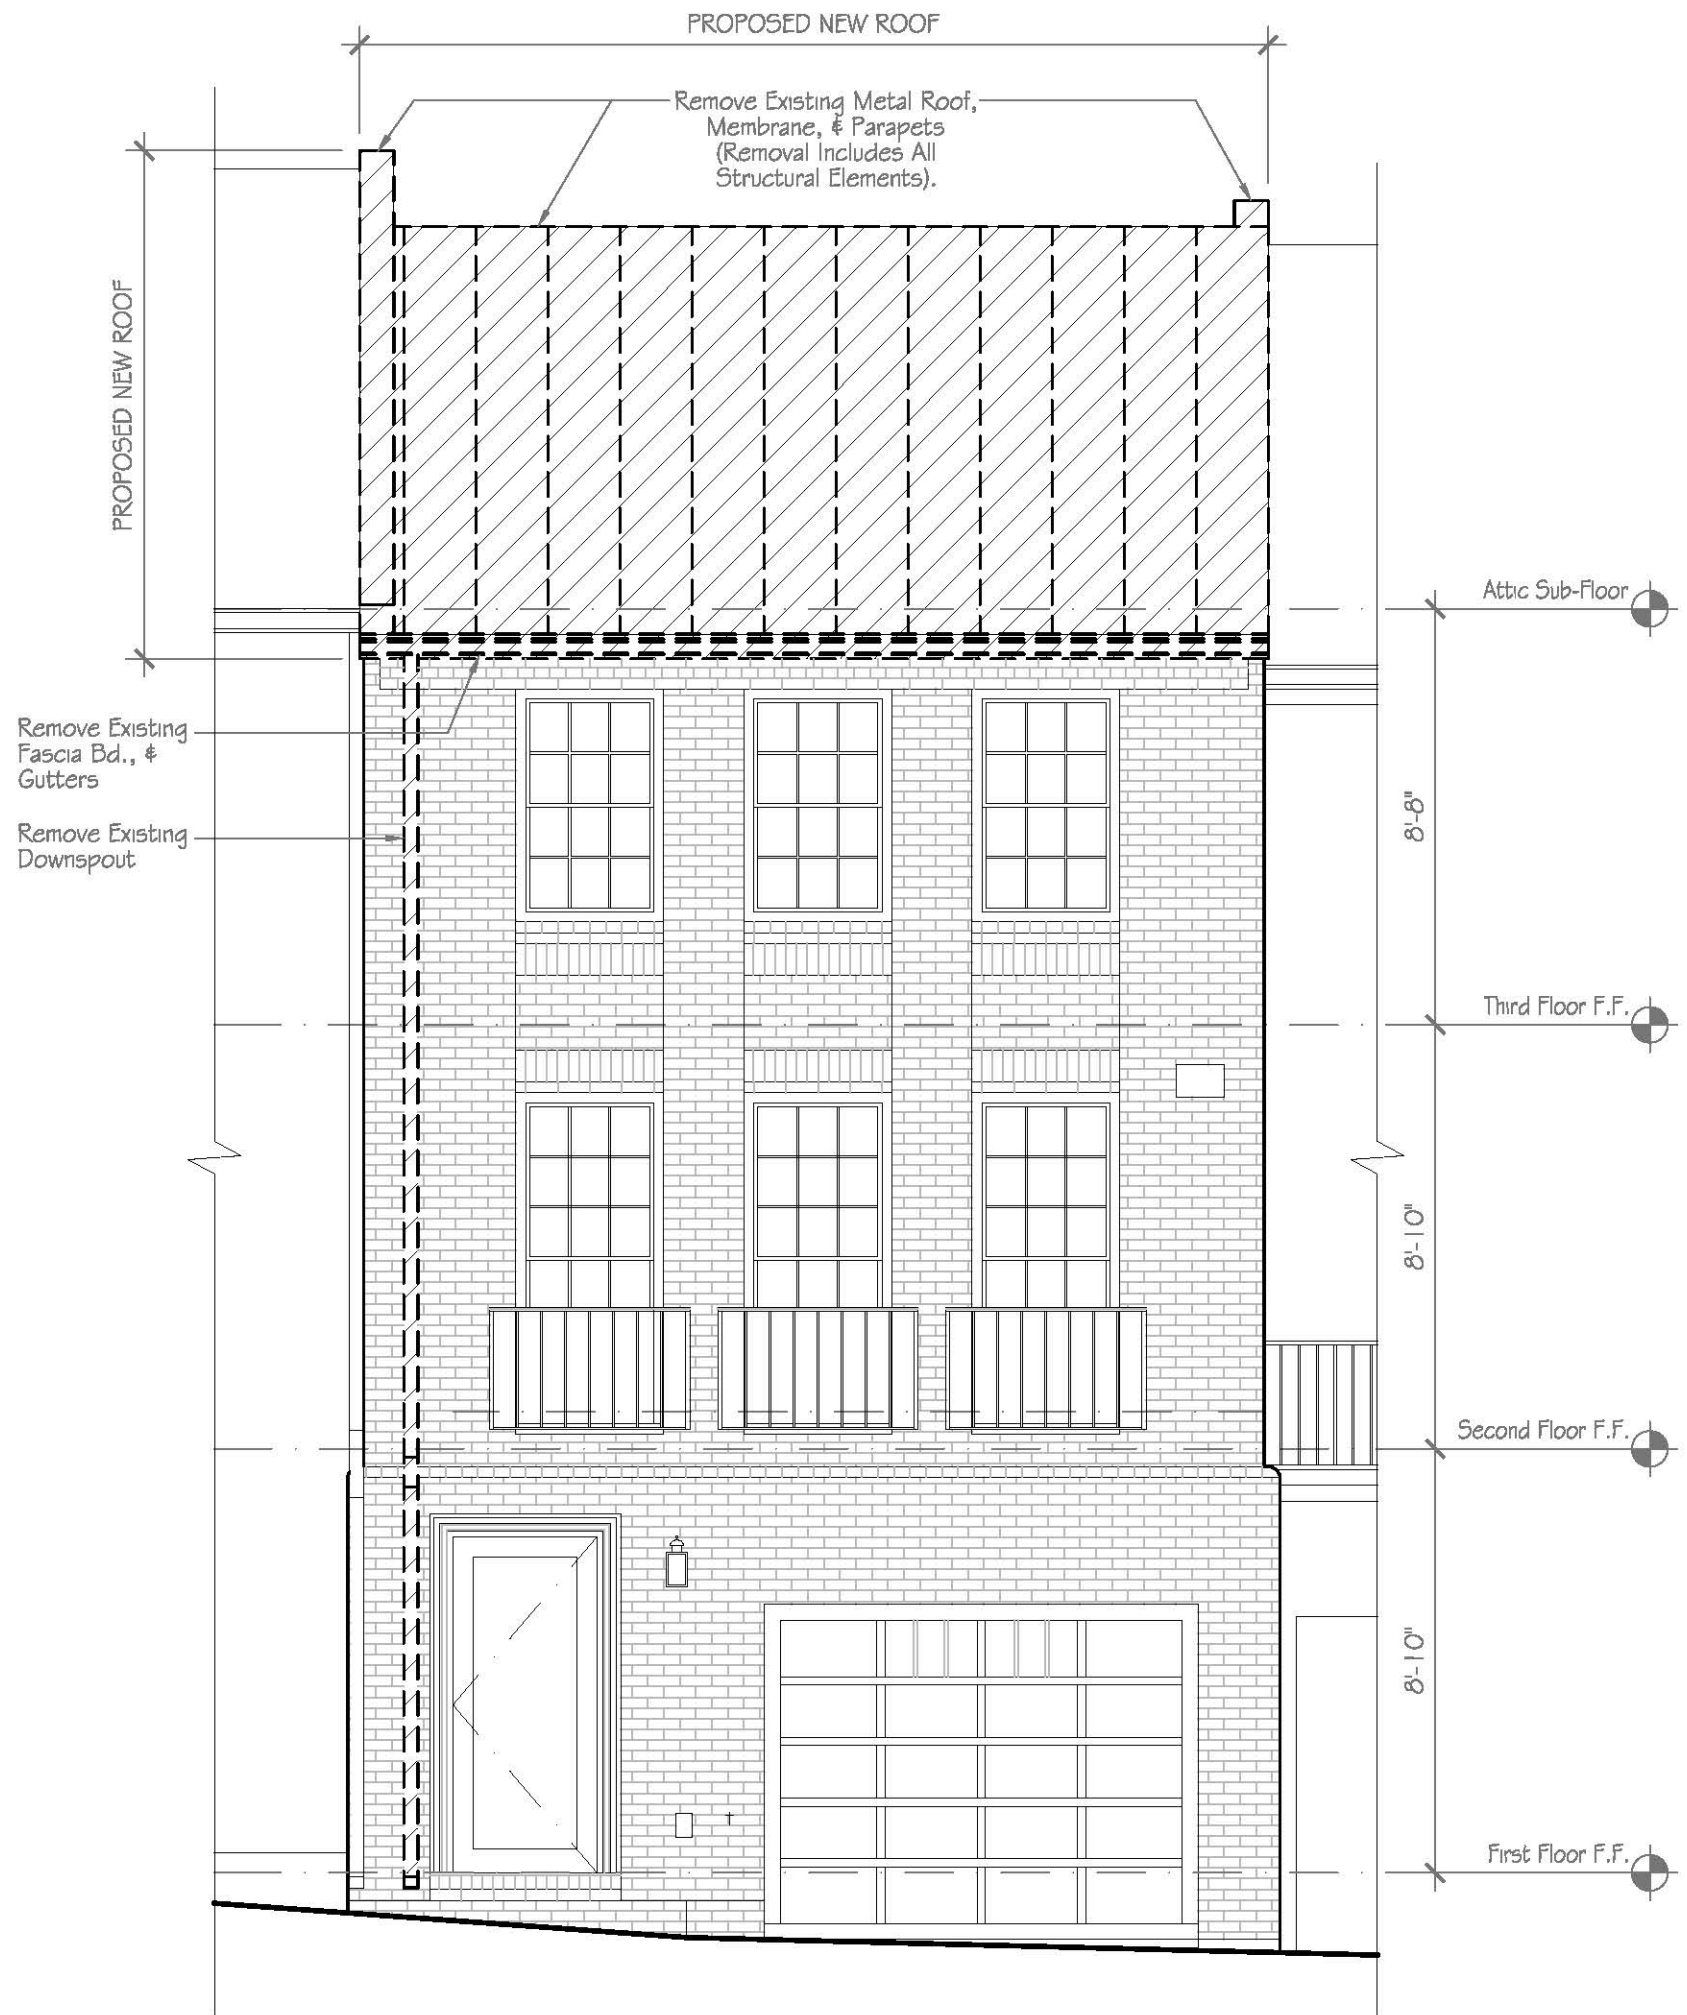 PROPOSED NEW ROOF
Remove Existing Metal Roof,
Membrane, & Parapets
(Removal Includes All
Structural Elements).
PROPOSED NEW ROOF
Attic Sub-Floor
Remove Existing
Fascia Bd., &
Gutters
8'-8"
Remove Existing
Downspout
Third Floor F.F.
8'-10"
Second Floor F.F.
8'-10"
First Floor F.F.